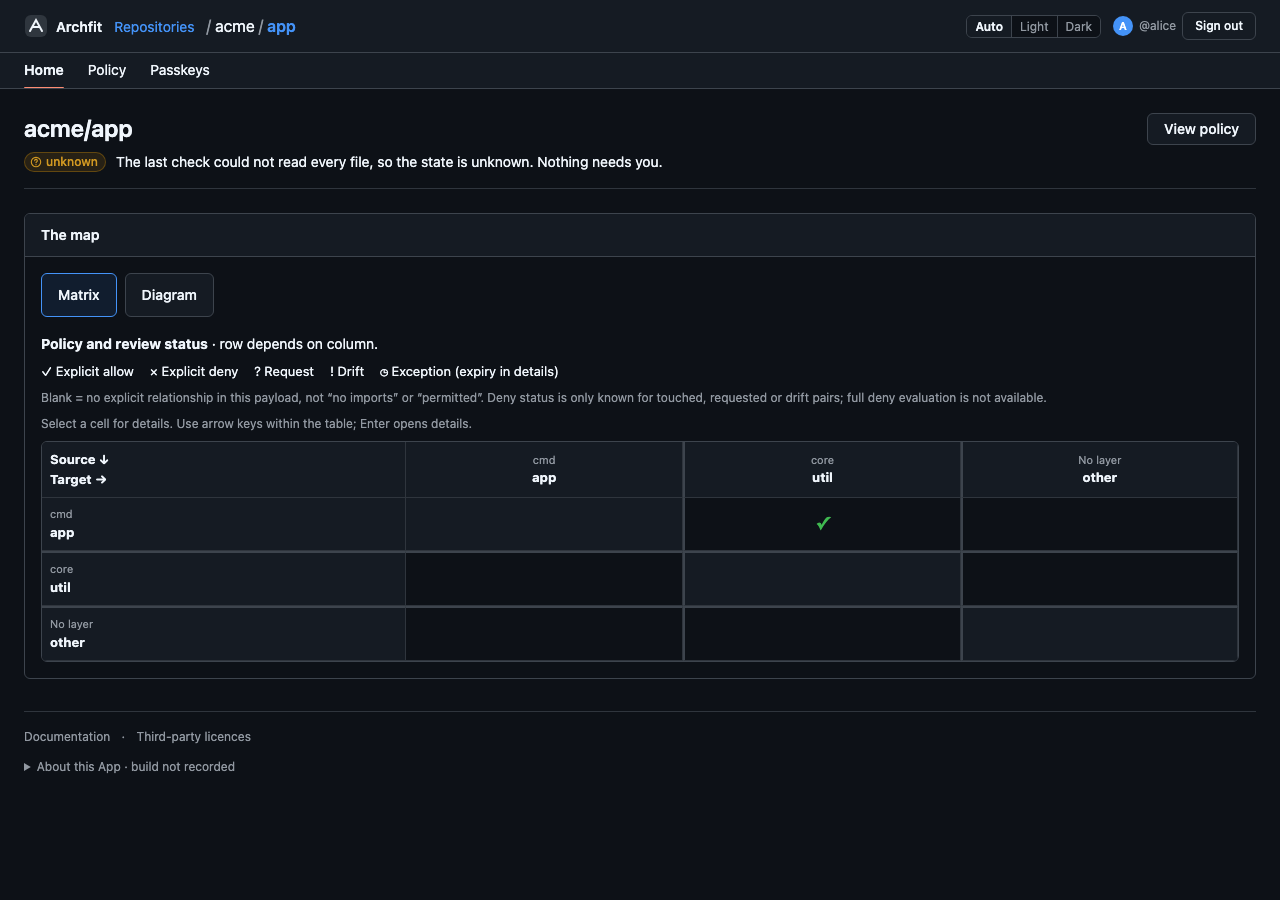 Archfit Repositories / acme / app Auto Light Dark A @alice Sign out
Home Policy Passkeys
acme/app View policy
unknown The last check could not read every file, so the state is unknown. Nothing needs you.
The map
Matrix Diagram
Policy and review status · row depends on column.
✓ Explicit allow × Explicit deny ? Request ! Drift ◷ Exception (expiry in details)
Blank = no explicit relationship in this payload, not “no imports” or “permitted”. Deny status is only known for touched, requested or drift pairs; full deny evaluation is not available.
Select a cell for details. Use arrow keys within the table; Enter opens details.
Source ↓
Target →
cmd
app
core
util
No layer
other
cmd
app
✓
core
util
No layer
other
Documentation · Third-party licences
▶ About this App · build not recorded